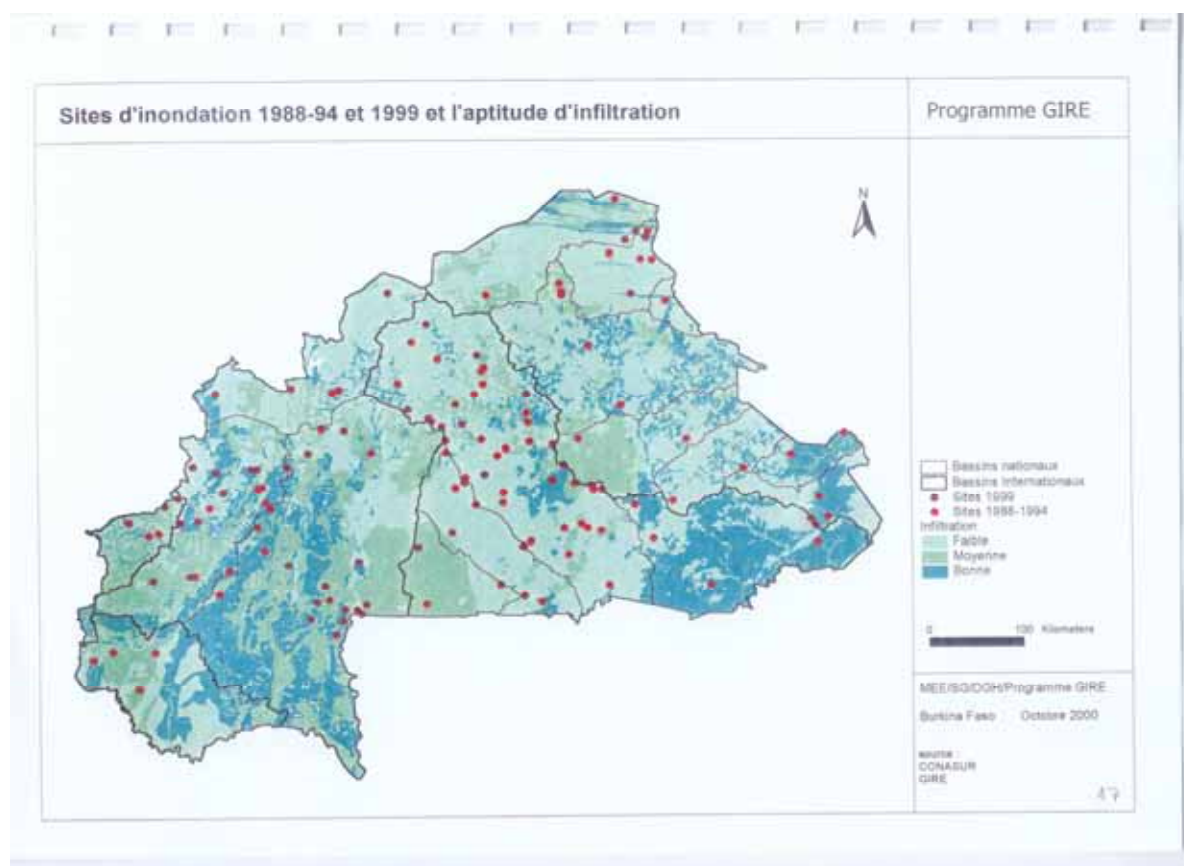 Sites d'inondation 1988-94 et 1999 et l'aptitude d'infiltration
Programme GIRE
N
Bassins nationaux
Bassins Internationaux
Sites 1999
Sites 1988-1994
Infiltration
Faible
Moyenne
Bonne
0 100 Kilometers
MEE/SG/DGH/Programme GIRE
Burkina Faso Octobre 2000
source :
CONASUR
GIRE
47